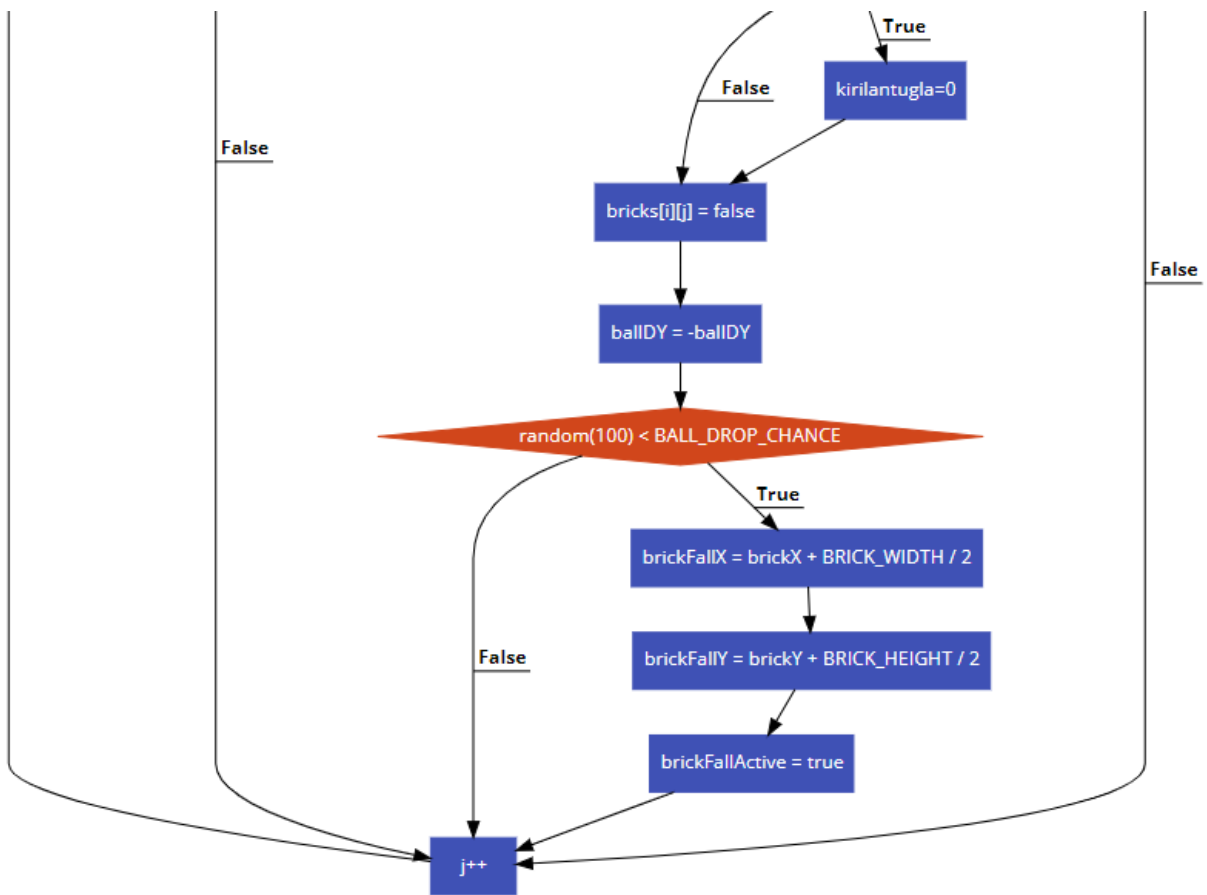 True
kirilantugla=0
False
False
bricks[i][j] = false
False
ballDY = -ballDY
random(100) < BALL_DROP_CHANCE
True
brickFallX = brickX + BRICK_WIDTH / 2
False
brickFallY = brickY + BRICK_HEIGHT / 2
brickFallActive = true
j++